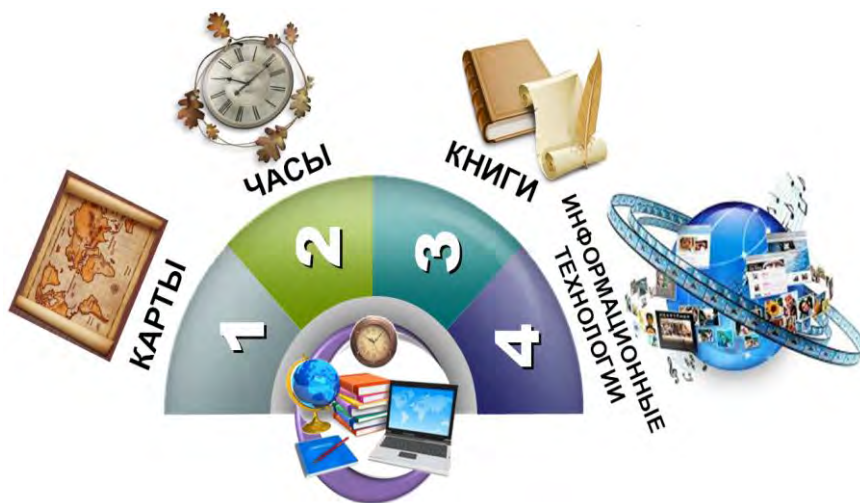 КАРТЫ
1
ЧАСЫ
2
КНИГИ
3
ИНФОРМАЦИОННЫЕ
ТЕХНОЛОГИИ
4